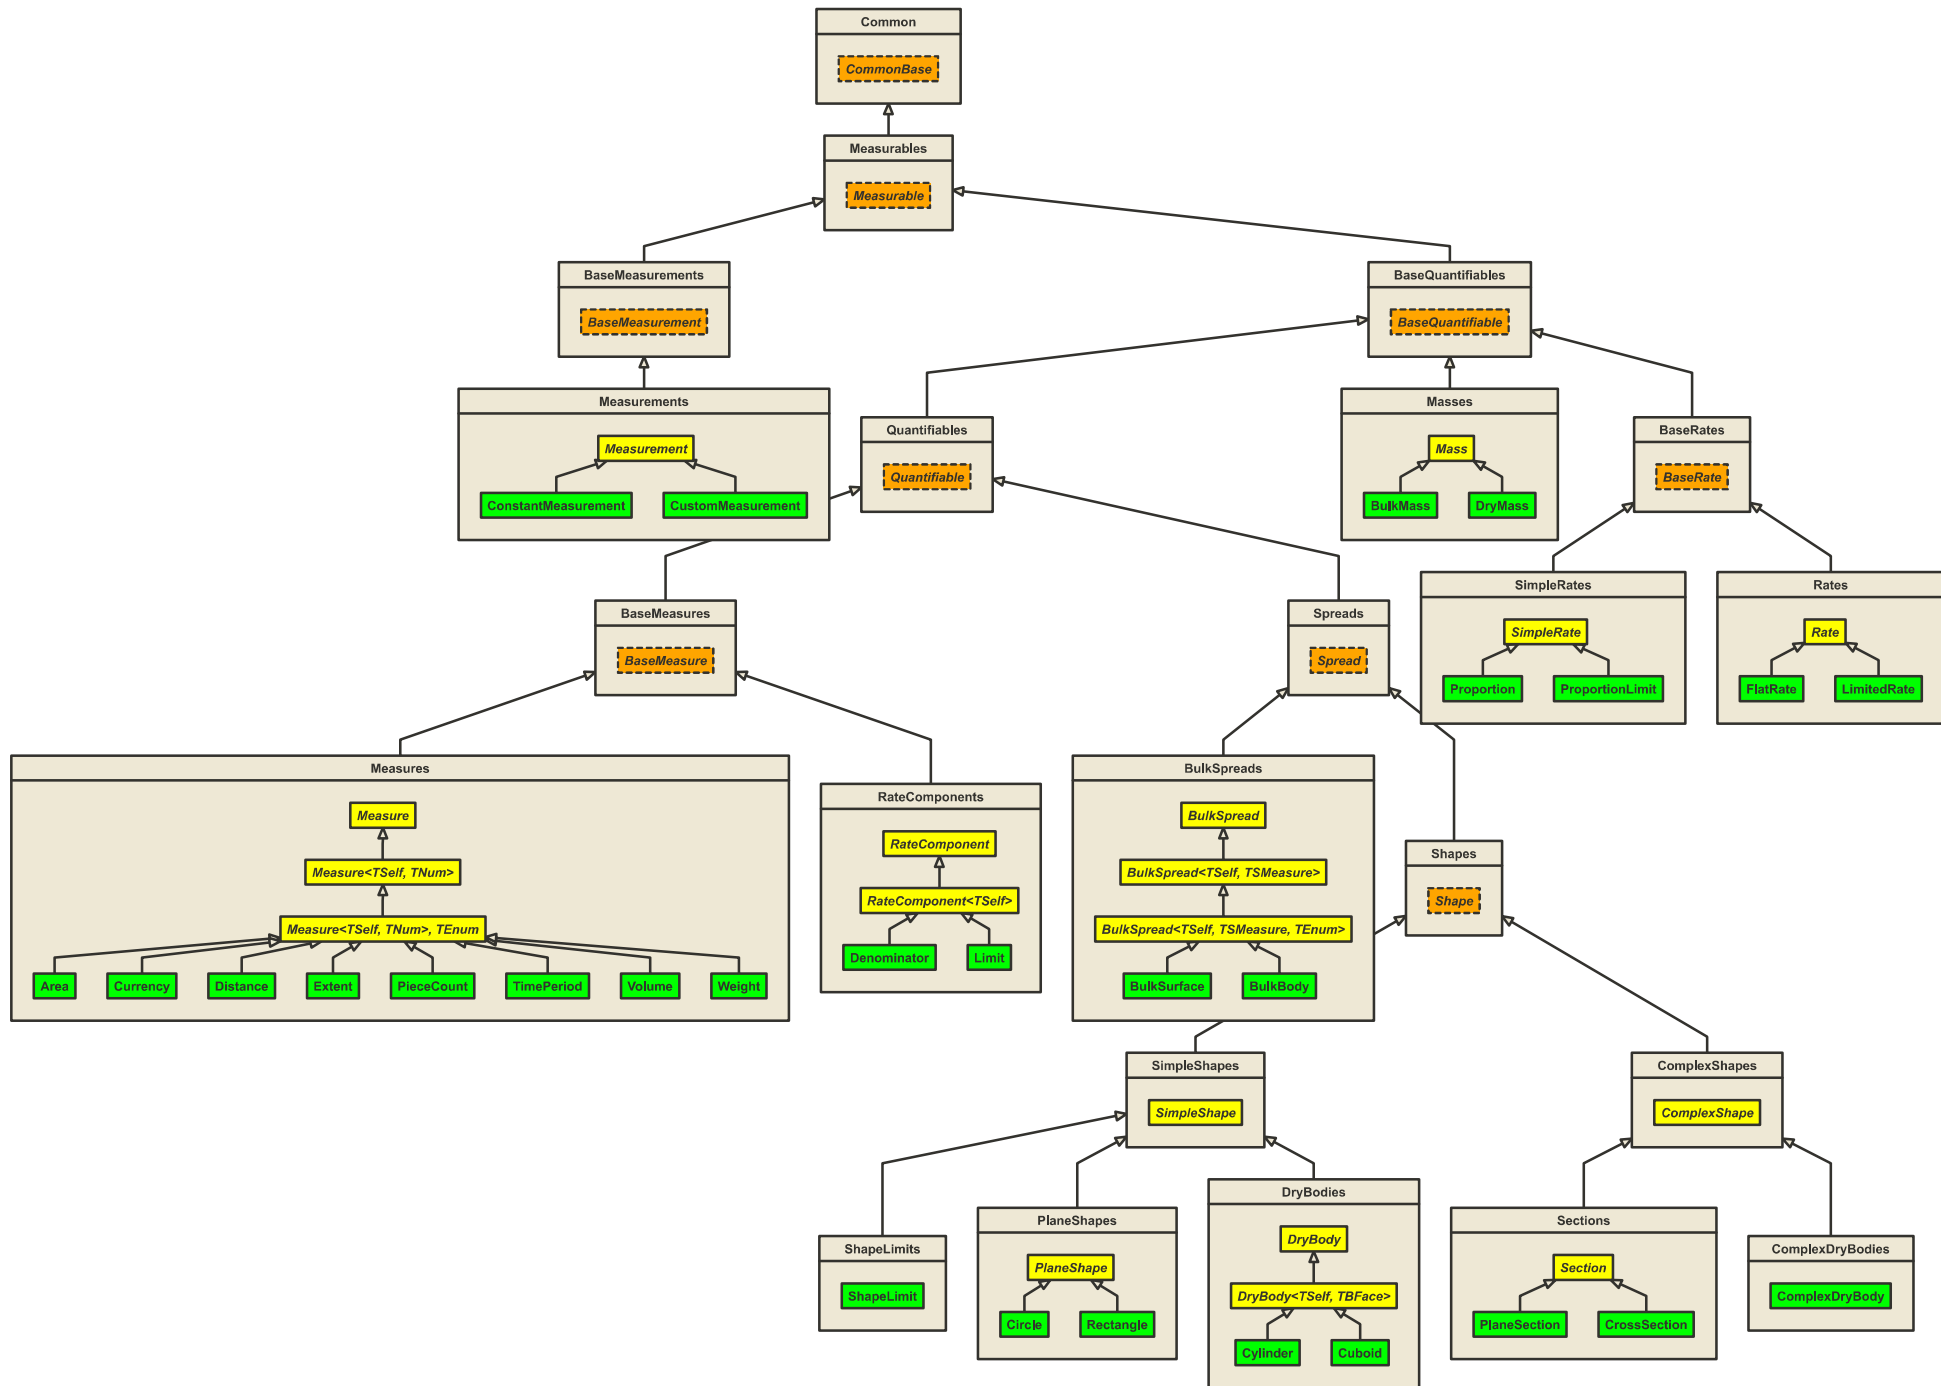 Common
CommonBase
Measurables
Measurable
BaseMeasurements
BaseMeasurement
BaseQuantifiables
BaseQuantifiable
Measurements
Measurement
ConstantMeasurement
CustomMeasurement
Quantifiables
Quantifiable
Masses
Mass
BulkMass
DryMass
BaseRates
BaseRate
SimpleRates
SimpleRate
Proportion
ProportionLimit
Rates
Rate
FlatRate
LimitedRate
BaseMeasures
BaseMeasure
Spreads
Spread
Measures
Measure
Measure<TSelf, TNum>
Measure<TSelf, TNum>, TEnum
Area
Currency
Distance
Extent
PieceCount
TimePeriod
Volume
Weight
RateComponents
RateComponent
RateComponent<TSelf>
Denominator
Limit
BulkSpreads
BulkSpread
BulkSpread<TSelf, TSMeasure>
BulkSpread<TSelf, TSMeasure, TEnum>
BulkSurface
BulkBody
Shapes
Shape
SimpleShapes
SimpleShape
ComplexShapes
ComplexShape
ShapeLimits
ShapeLimit
PlaneShapes
PlaneShape
Circle
Rectangle
DryBodies
DryBody
DryBody<TSelf, TBFace>
Cylinder
Cuboid
Sections
Section
PlaneSection
CrossSection
ComplexDryBodies
ComplexDryBody